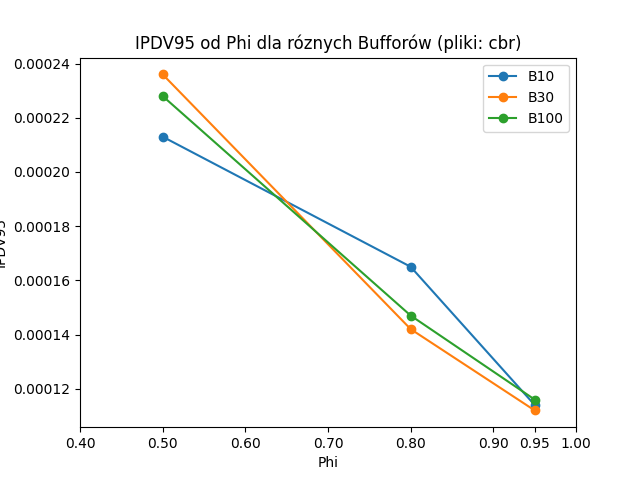 IPDV95 od Phi dla róznych Bufforów (pliki: cbr)
B10
B30
B100
0.00024
0.00022
0.00020
0.00018
0.00016
0.00014
0.00012
IPDV95
0.40 0.50 0.60 0.70 0.80 0.90 0.95 1.00
Phi